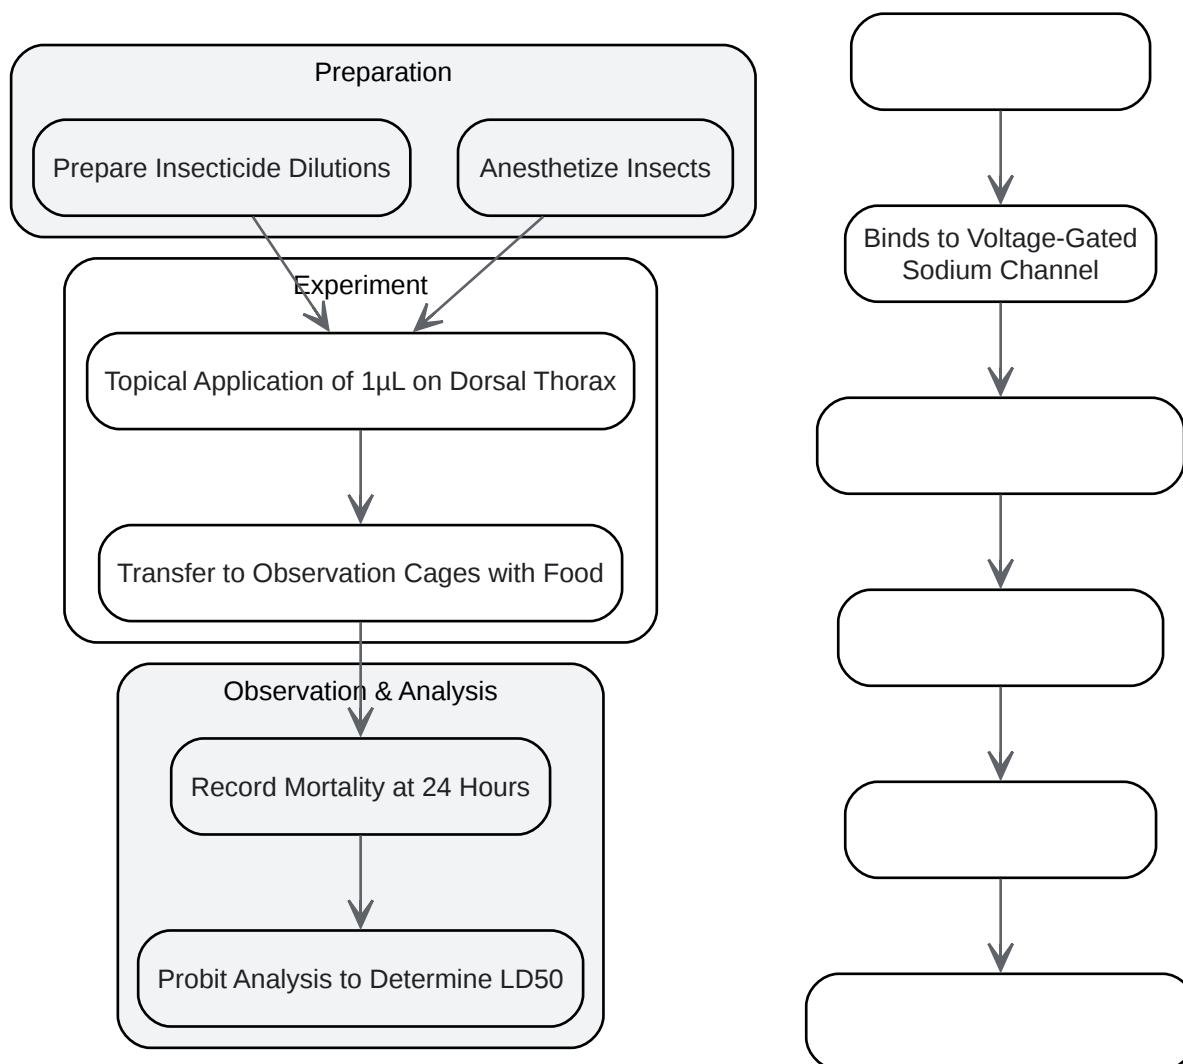 Preparation
Prepare Insecticide Dilutions
Anesthetize Insects
Experiment
Topical Application of 1µL on Dorsal Thorax
Transfer to Observation Cages with Food
Observation & Analysis
Record Mortality at 24 Hours
Probit Analysis to Determine LD50
Binds to Voltage-Gated
Sodium Channel